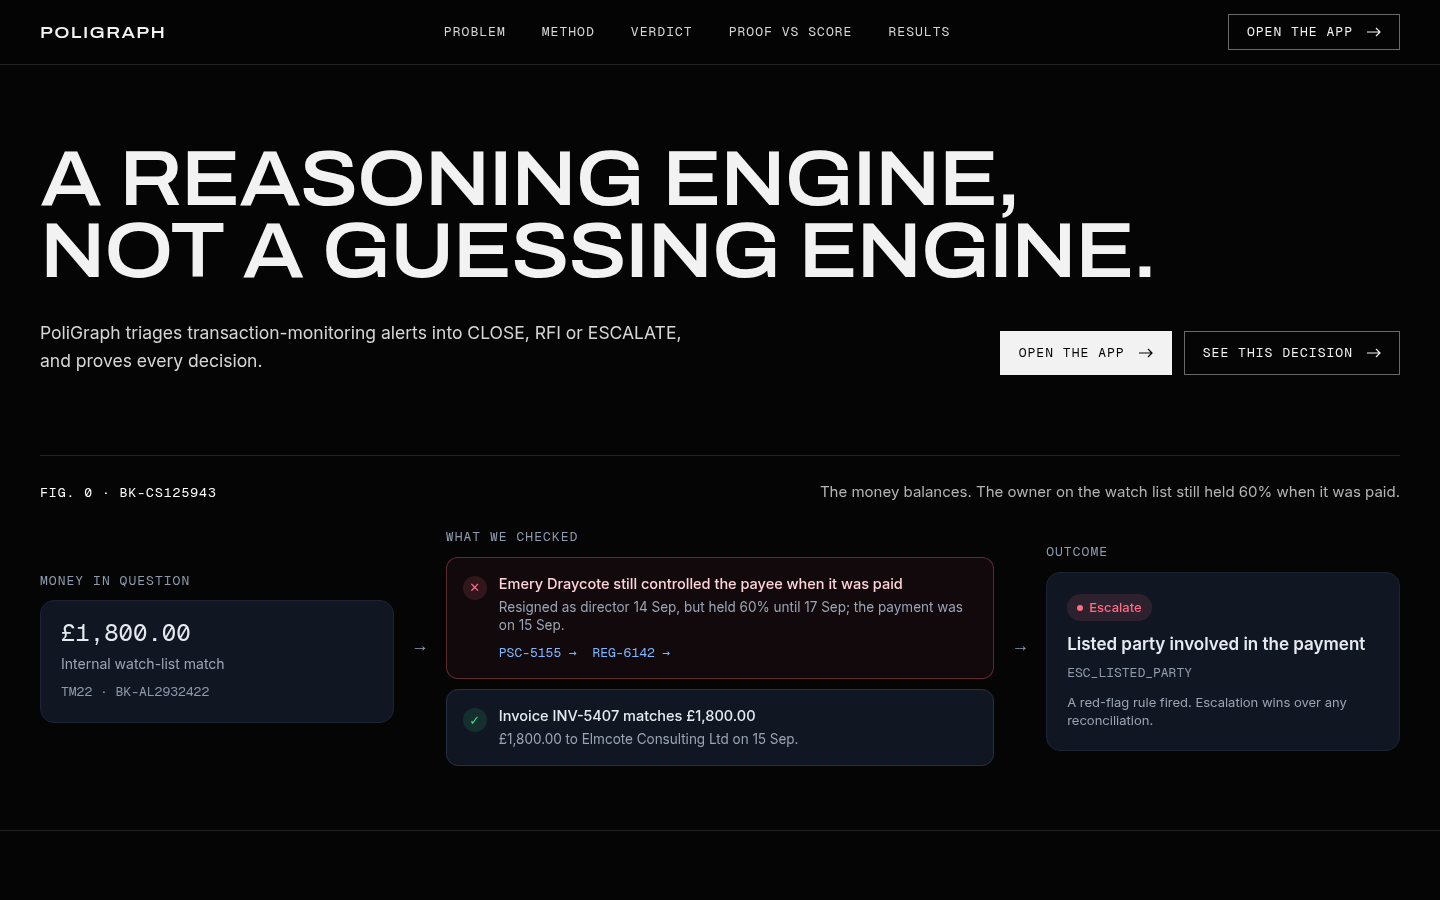 POLIGRAPH
PROBLEM
METHOD
VERDICT
PROOF VS SCORE
RESULTS
OPEN THE APP →
A REASONING ENGINE,
NOT A GUESSING ENGINE.
PoliGraph triages transaction-monitoring alerts into CLOSE, RFI or ESCALATE,
and proves every decision.
OPEN THE APP →
SEE THIS DECISION →
FIG. 0 · BK-CS125943
The money balances. The owner on the watch list still held 60% when it was paid.
MONEY IN QUESTION
£1,800.00
Internal watch-list match
TM22 · BK-AL2932422
→
WHAT WE CHECKED
✕ Emery Draycote still controlled the payee when it was paid
Resigned as director 14 Sep, but held 60% until 17 Sep; the payment was
on 15 Sep.
PSC-5155 → REG-6142 →
✓ Invoice INV-5407 matches £1,800.00
£1,800.00 to Elmcote Consulting Ltd on 15 Sep.
→
OUTCOME
Escalate
Listed party involved in the payment
ESC_LISTED_PARTY
A red-flag rule fired. Escalation wins over any
reconciliation.